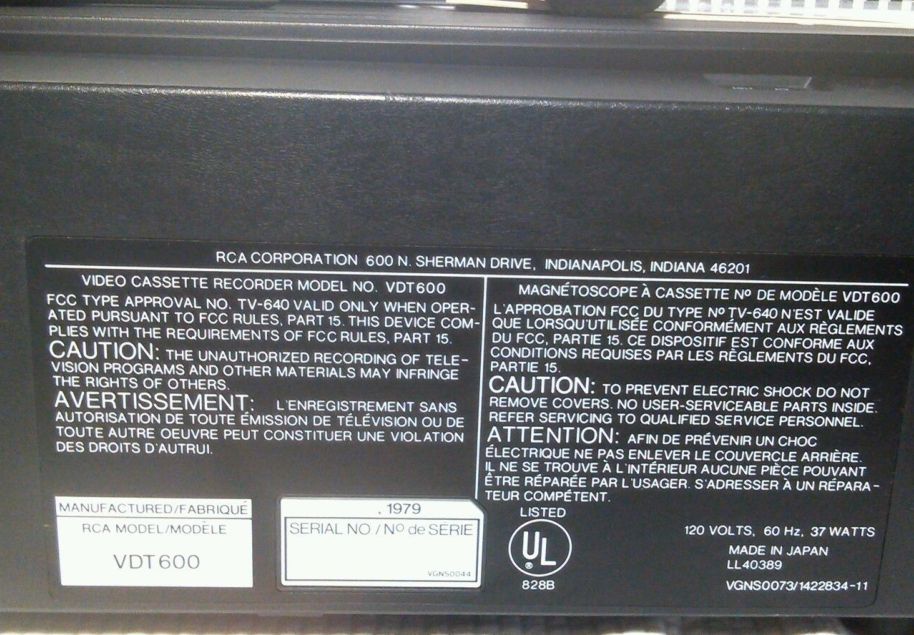 RCA CORPORATION 600 N. SHERMAN DRIVE, INDIANAPOLIS, INDIANA 46201
VIDEO CASSETTE RECORDER MODEL NO. VDT600
FCC TYPE APPROVAL NO. TV-640 VALID ONLY WHEN OPER-
ATED PURSUANT TO FCC RULES, PART 15. THIS DEVICE COM-
PLIES WITH THE REQUIREMENTS OF FCC RULES, PART 15.
CAUTION: THE UNAUTHORIZED RECORDING OF TELE-
VISION PROGRAMS AND OTHER MATERIALS MAY INFRINGE
THE RIGHTS OF OTHERS.
AVERTISSEMENT: L'ENREGISTREMENT SANS
AUTORISATION DE TOUTE ÉMISSION DE TÉLÉVISION OU DE
TOUTE AUTRE OEUVRE PEUT CONSTITUER UNE VIOLATION
DES DROITS D'AUTRUI.
MAGNÉTOSCOPE À CASSETTE Nº DE MODÈLE VDT600
L'APPROBATION FCC DU TYPE Nº TV-640 N'EST VALIDE
QUE LORSQU'UTILISÉE CONFORMÉMENT AUX RÈGLEMENTS
DU FCC, PARTIE 15. CE DISPOSITIF EST CONFORME AUX
CONDITIONS REQUISES PAR LES RÈGLEMENTS DU FCC,
PARTIE 15.
CAUTION: TO PREVENT ELECTRIC SHOCK DO NOT
REMOVE COVERS. NO USER-SERVICEABLE PARTS INSIDE.
REFER SERVICING TO QUALIFIED SERVICE PERSONNEL.
ATTENTION: AFIN DE PRÉVENIR UN CHOC
ÉLECTRIQUE NE PAS ENLEVER LE COUVERCLE ARRIÈRE.
IL NE SE TROUVE À L'INTÉRIEUR AUCUNE PIÈCE POUVANT
ÊTRE RÉPARÉE PAR L'USAGER. S'ADRESSER À UN RÉPARA-
TEUR COMPÉTENT.
MANUFACTURED/FABRIQUÉ
RCA MODEL/MODÈLE
VDT600
, 1979
SERIAL NO / Nº de SÉRIE
VGNS0044
LISTED
UL
®
828B
120 VOLTS, 60 Hz, 37 WATTS
MADE IN JAPAN
LL40389
VGNS0073/1422834-11